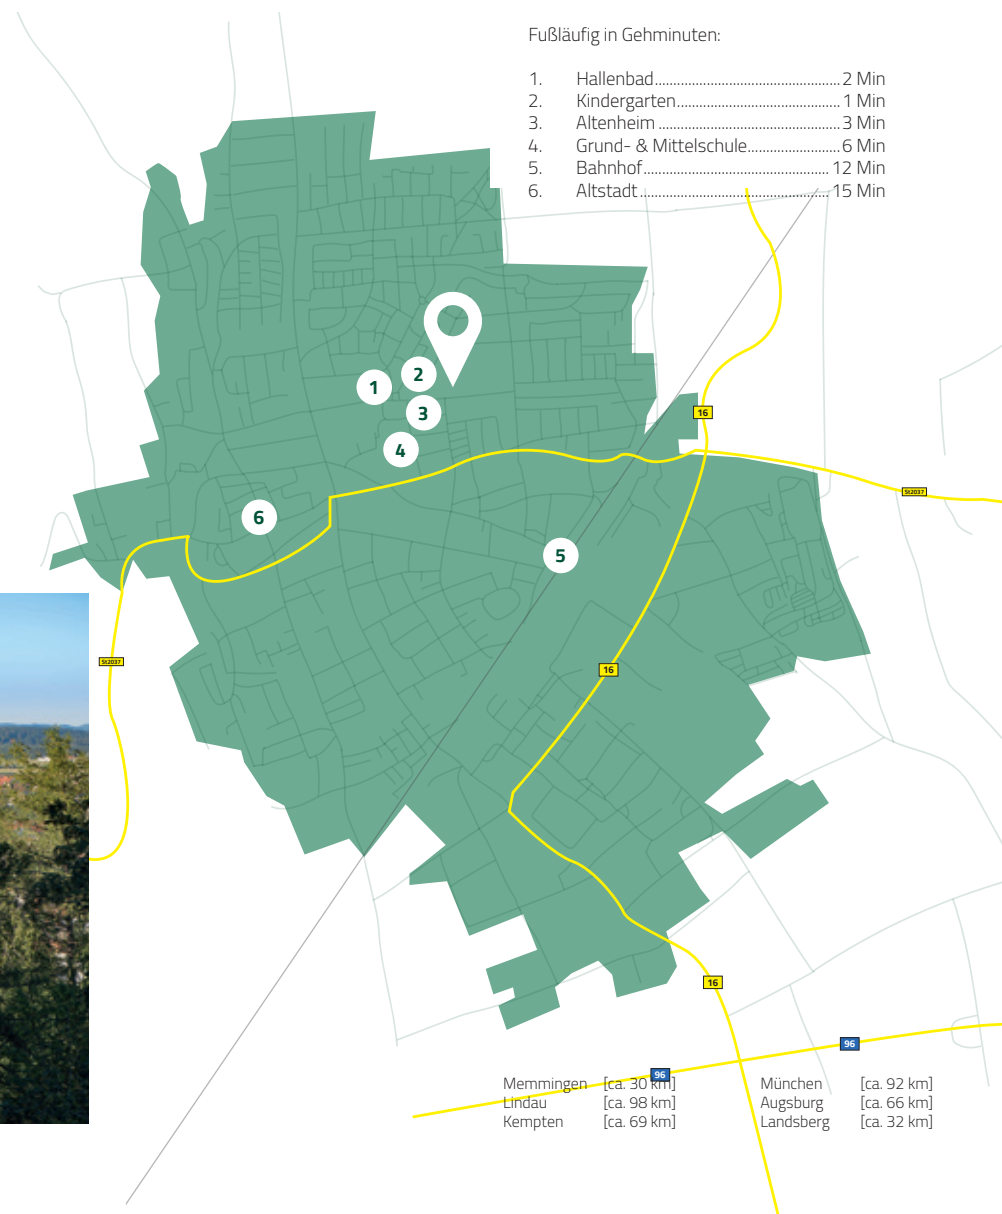 Fußläufig in Gehminuten:
1. Hallenbad 2 Min
2. Kindergarten 1 Min
3. Altenheim 3 Min
4. Grund- & Mittelschule 6 Min
5. Bahnhof 12 Min
6. Altstadt 15 Min
2
1
3
16
4
St2037
6
5
St2037
16
16
96
96
Memmingen [ca. 30 km]
Lindau [ca. 98 km]
Kempten [ca. 69 km]
München [ca. 92 km]
Augsburg [ca. 66 km]
Landsberg [ca. 32 km]